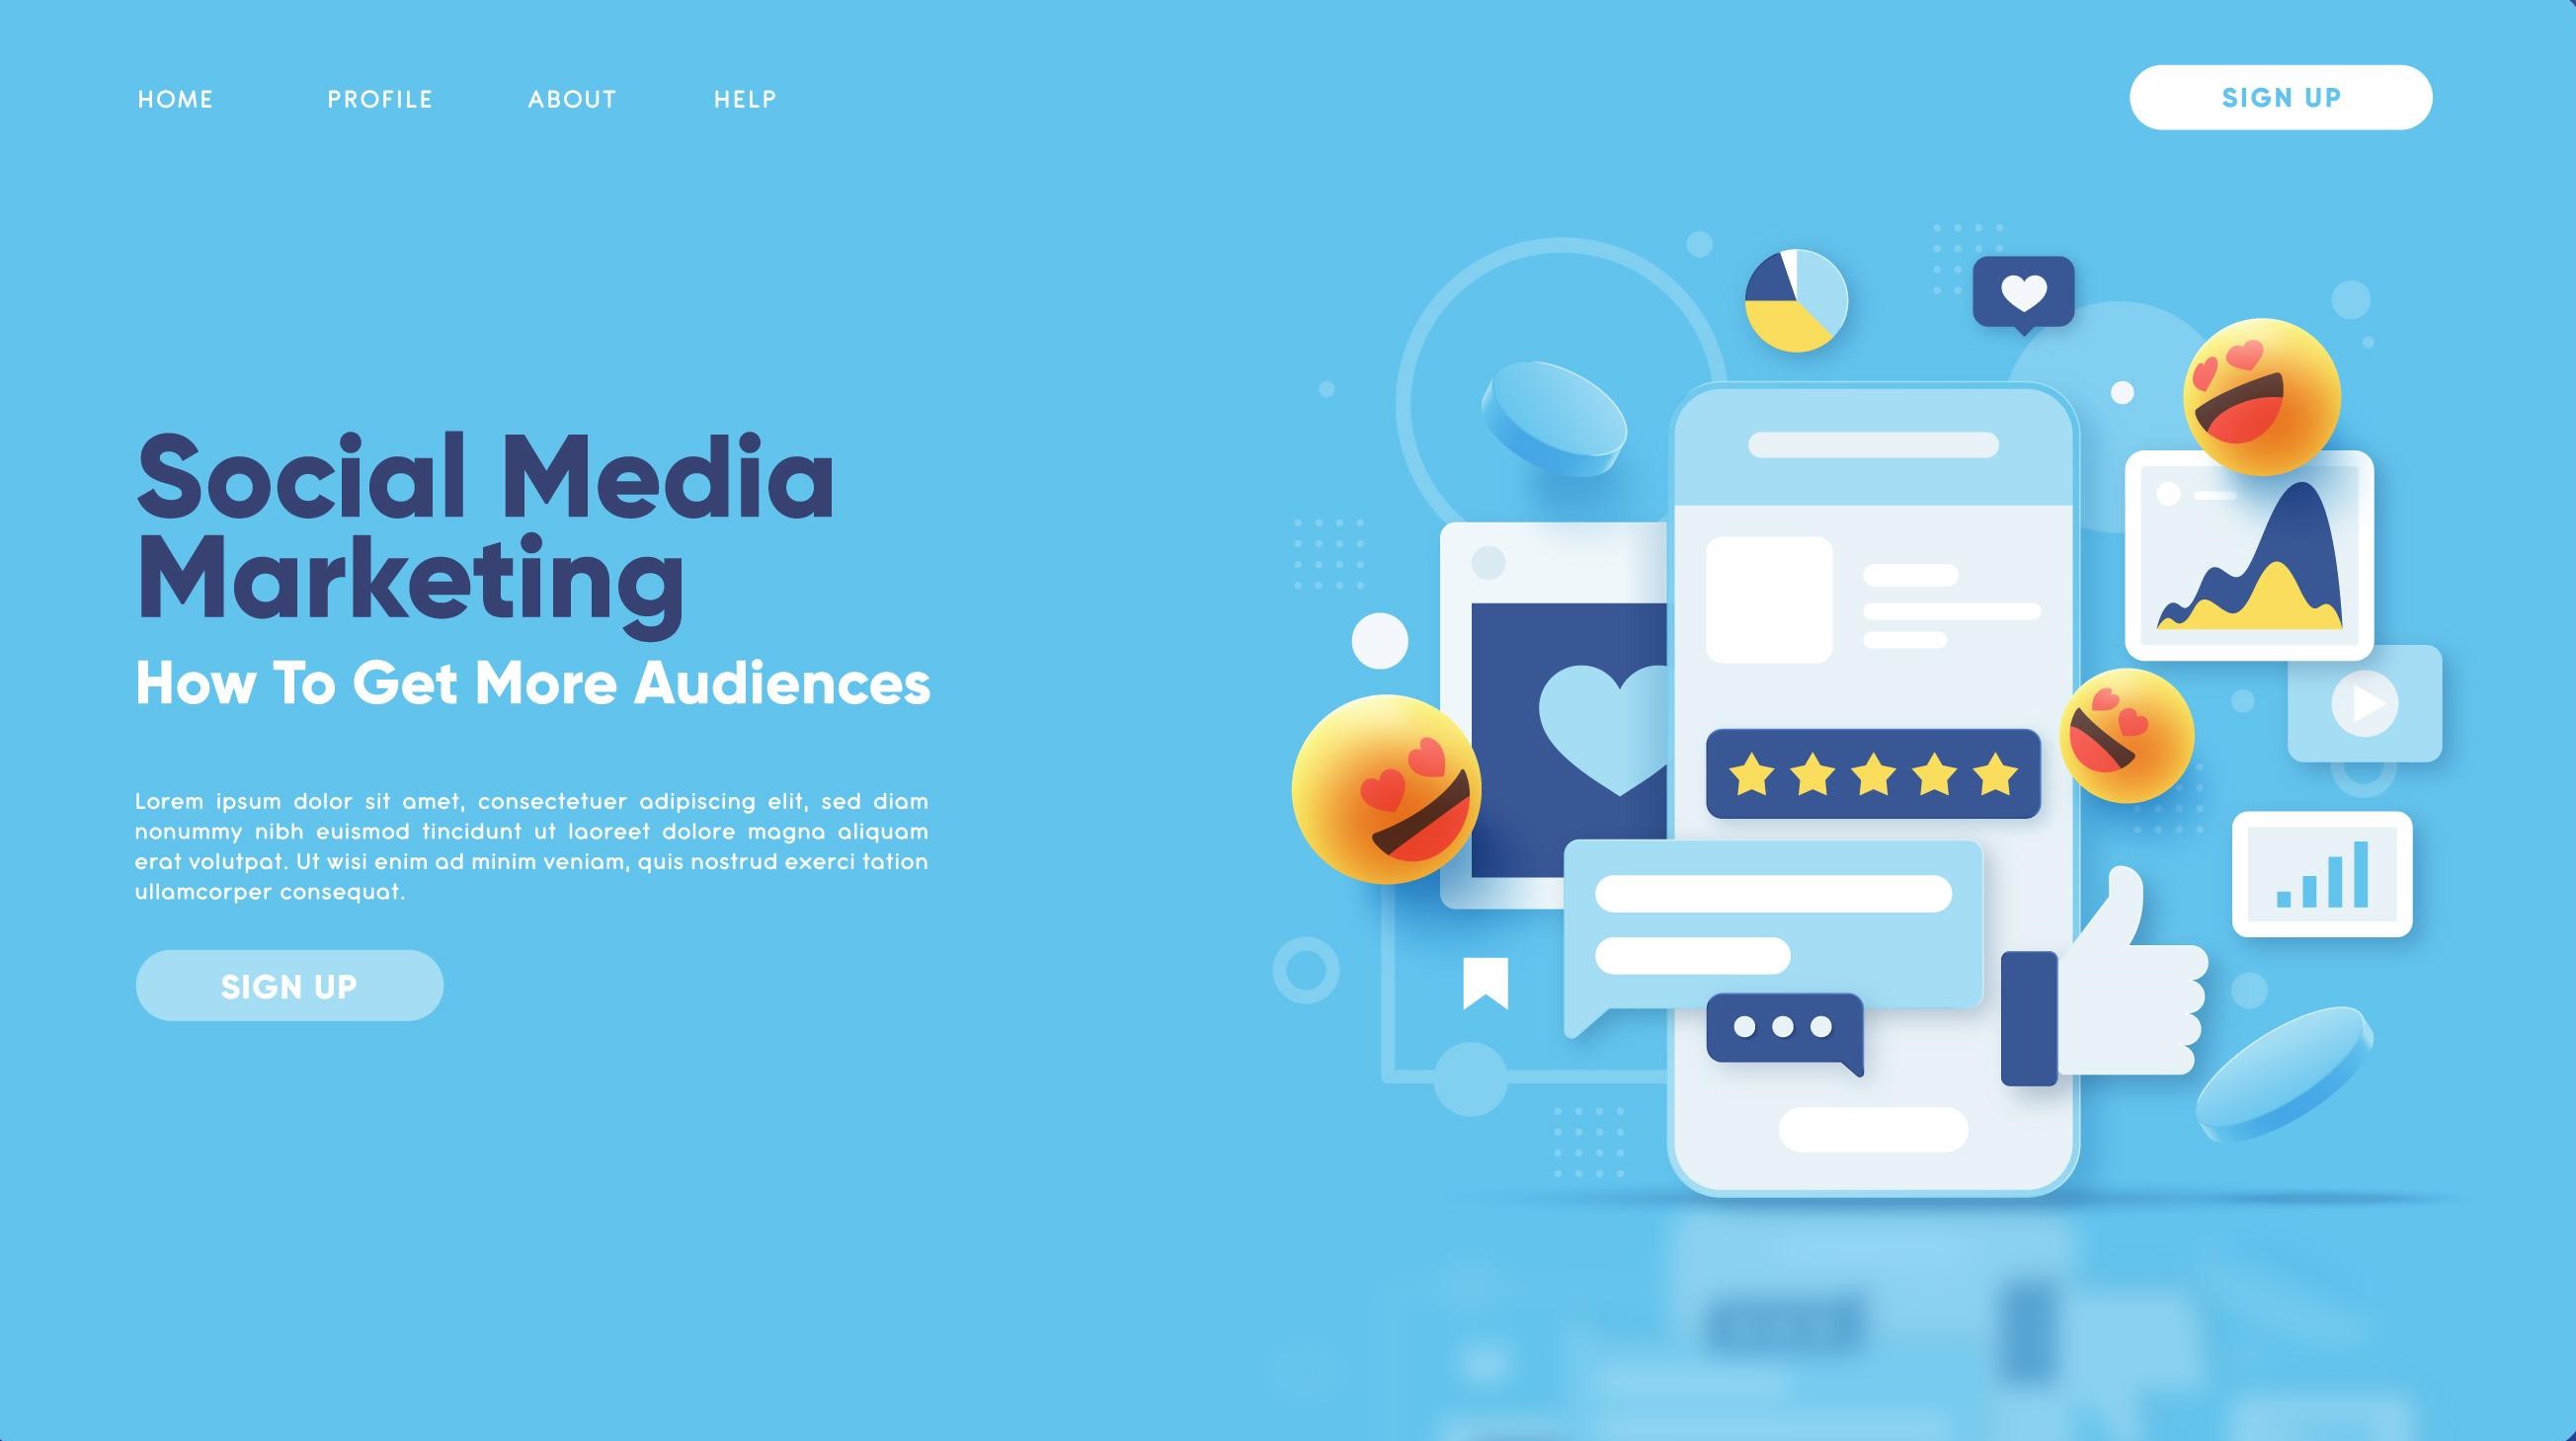 HOME
PROFILE
ABOUT
HELP
SIGN UP
Social Media
Marketing
How To Get More Audiences
Lorem ipsum dolor sit amet, consectetuer adipiscing elit, sed diam
nonummy nibh euismod tincidunt ut laoreet dolore magna aliquam
erat volutpat. Ut wisi enim ad minim veniam, quis nostrud exerci tation
ullamcorper consequat.
SIGN UP